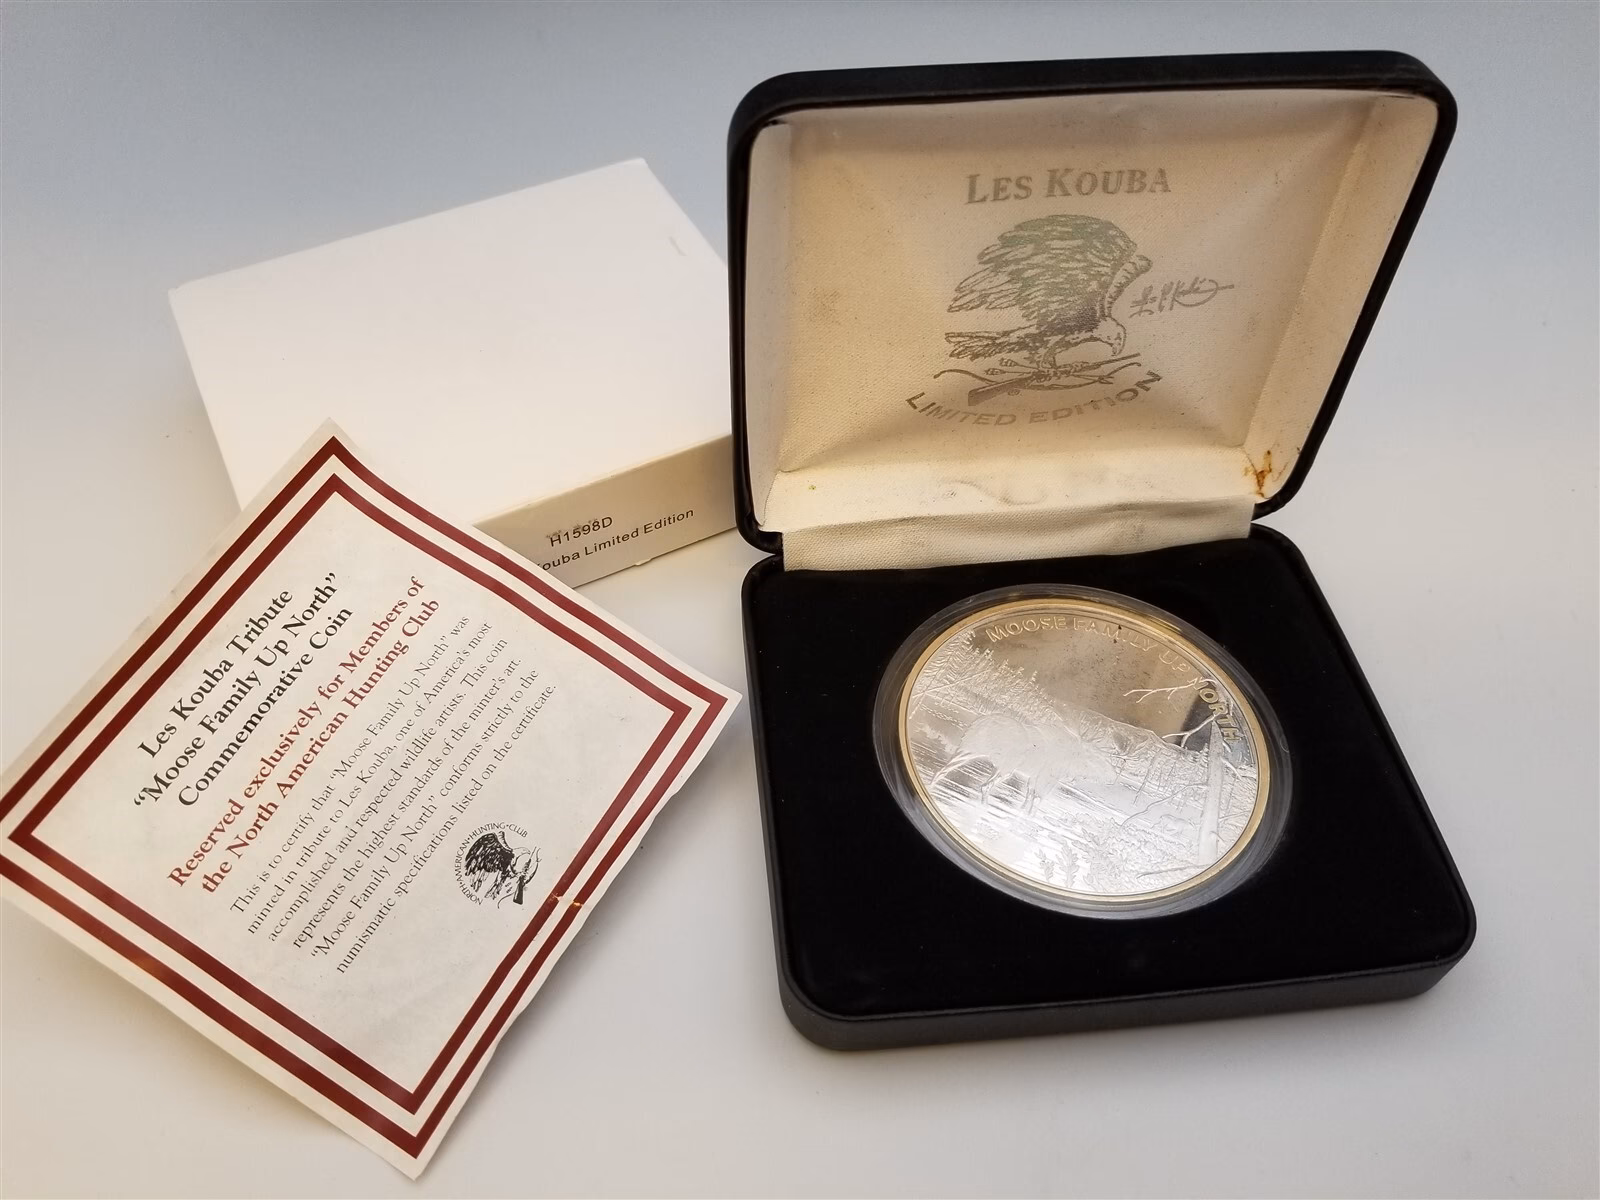 LES KOUBA
LIMITED EDITION
MOOSE FAMILY UP NORTH
H1598D
Kouba Limited Edition
Les Kouba Tribute
“Moose Family Up North”
Commemorative Coin
Reserved exclusively for Members of
the North American Hunting Club
This is to certify that “Moose Family Up North” was
minted in tribute to Les Kouba, one of America's most
accomplished and respected wildlife artists. This coin
represents the highest standards of the minter's art.
“Moose Family Up North” conforms strictly to the
numismatic specifications listed on the certificate.
NORTH•AMERICAN•HUNTING•CLUB